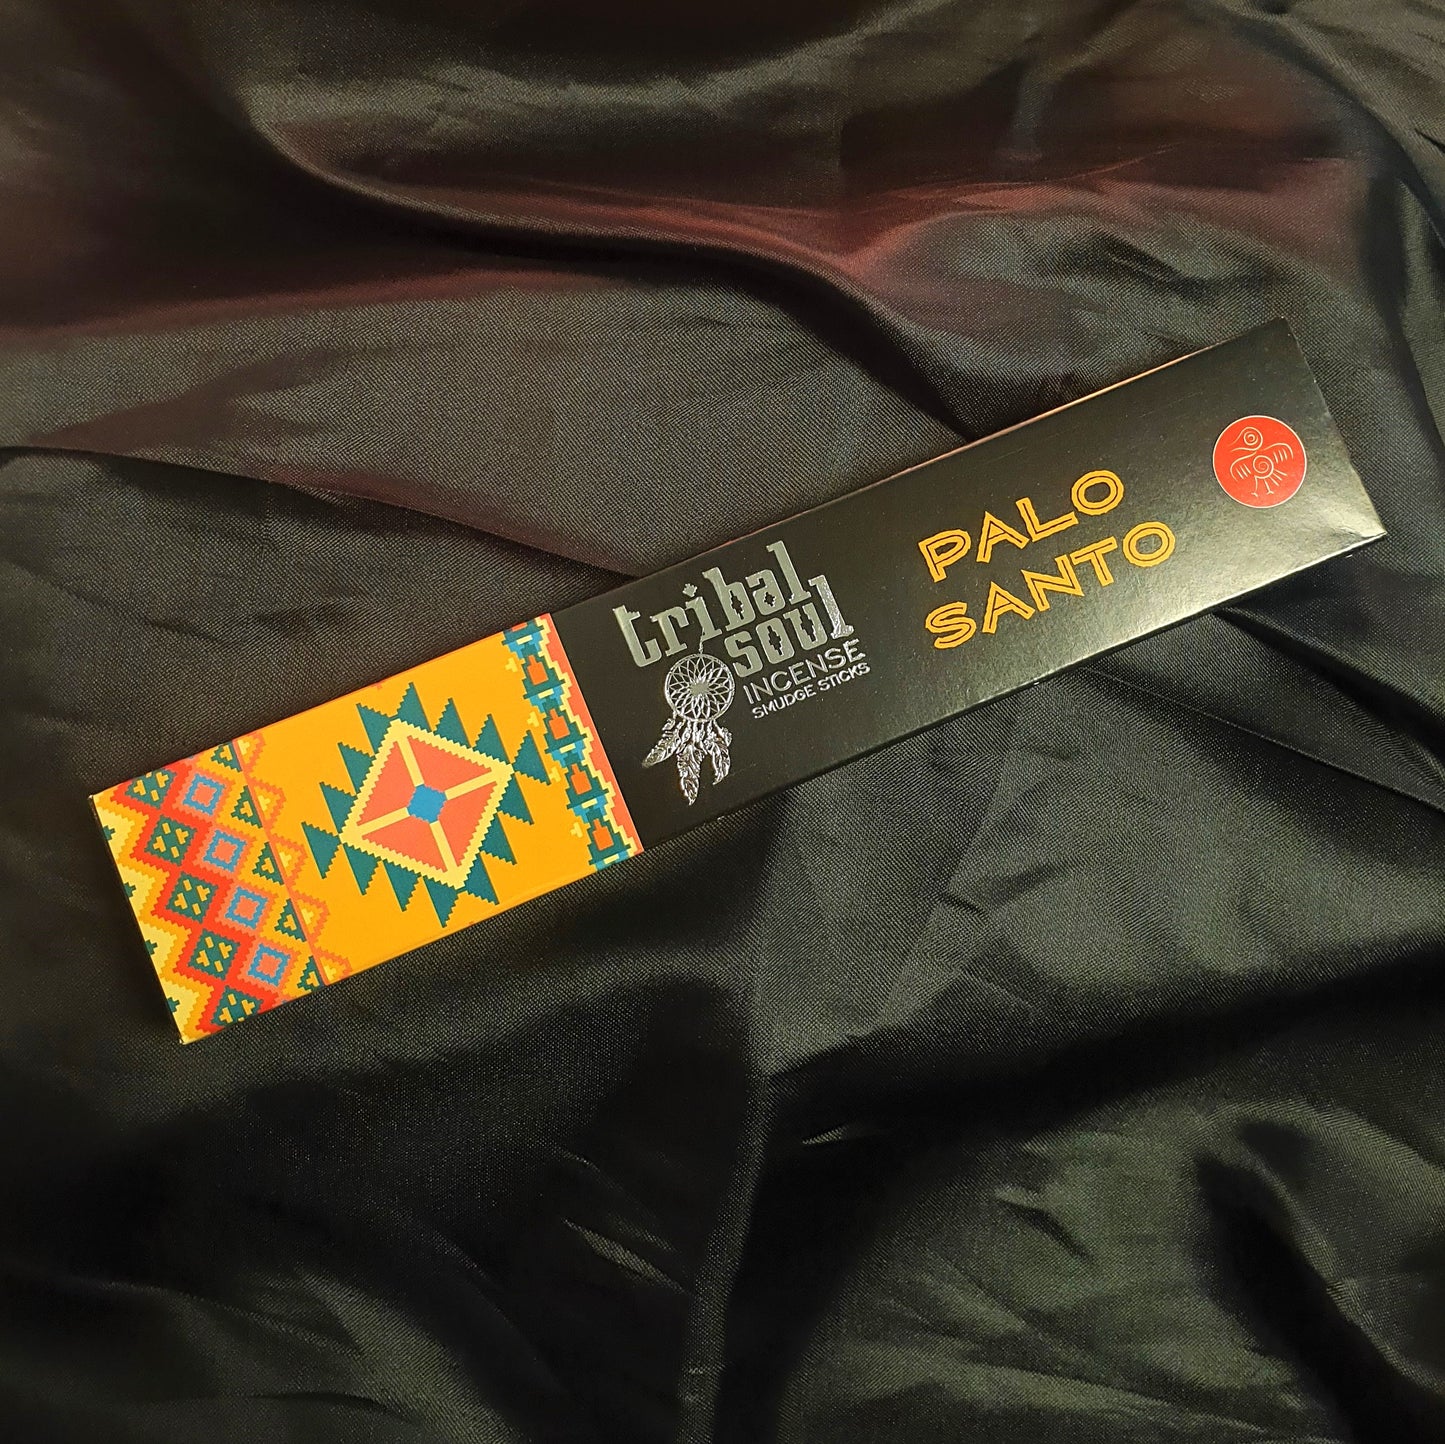 tribal
soul
INCENSE
SMUDGE STICKS
PALO
SANTO